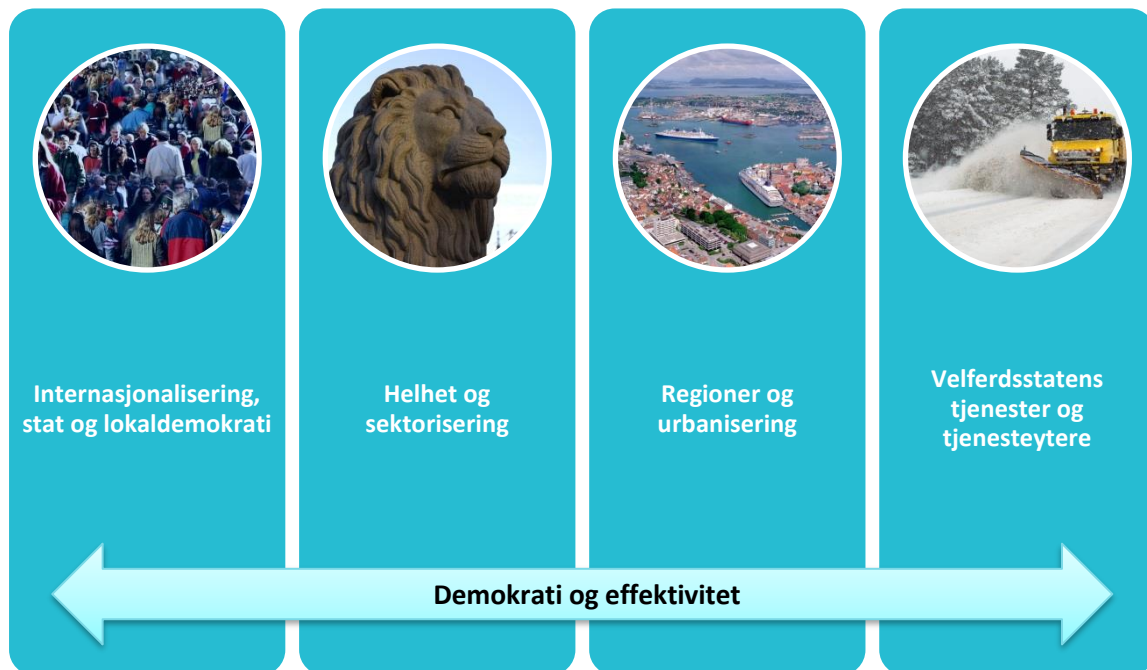 Internasjonalisering,
stat og lokaldemokrati
Helhet og
sektorisering
Regioner og
urbanisering
Velferdsstatens
tjenester og
tjenesteytere
Demokrati og effektivitet